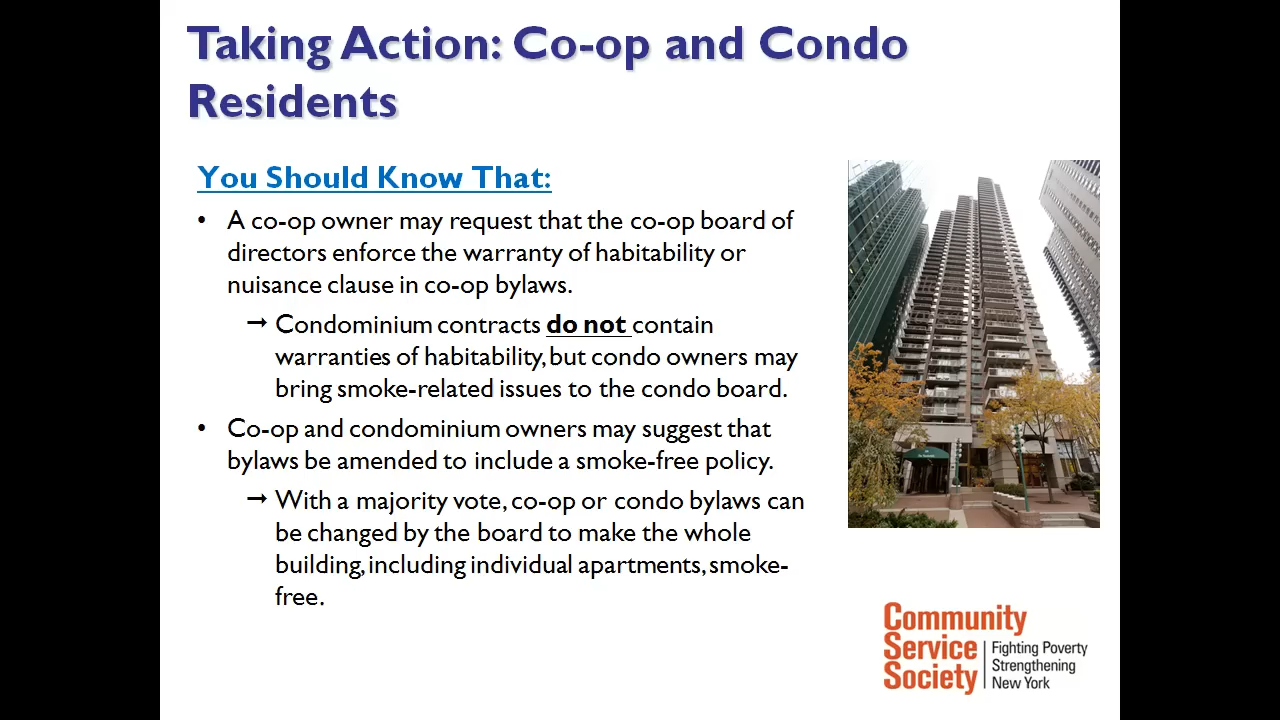 Taking Action: Co-op and Condo
Residents
You Should Know That:
• A co-op owner may request that the co-op board of
directors enforce the warranty of habitability or
nuisance clause in co-op bylaws.
→ Condominium contracts do not contain
warranties of habitability, but condo owners may
bring smoke-related issues to the condo board.
• Co-op and condominium owners may suggest that
bylaws be amended to include a smoke-free policy.
→ With a majority vote, co-op or condo bylaws can
be changed by the board to make the whole
building, including individual apartments, smoke-
free.
Community
Service
Society
Fighting Poverty
Strengthening
New York